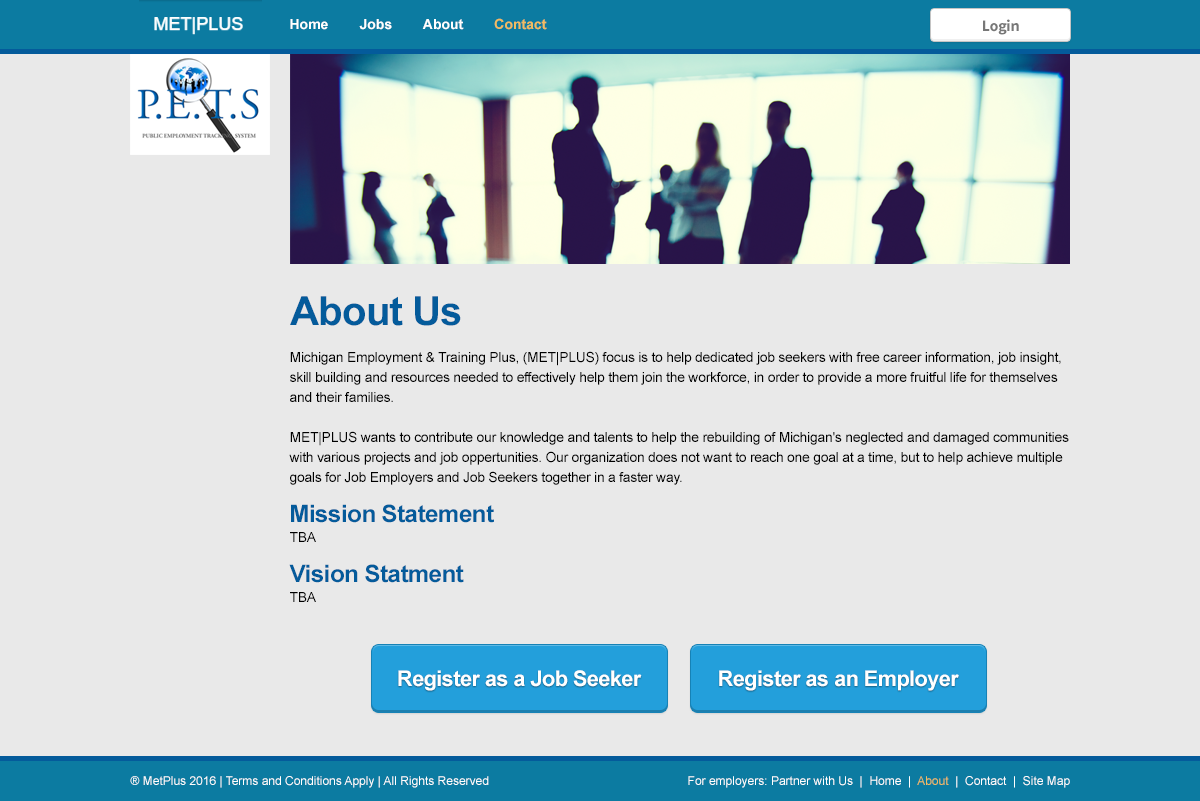 MET|PLUS Home Jobs About Contact Login
P.E.T.S
PUBLIC EMPLOYMENT TRACKING SYSTEM
About Us
Michigan Employment & Training Plus, (MET|PLUS) focus is to help dedicated job seekers with free career information, job insight,
skill building and resources needed to effectively help them join the workforce, in order to provide a more fruitful life for themselves
and their families.
MET|PLUS wants to contribute our knowledge and talents to help the rebuilding of Michigan's neglected and damaged communities
with various projects and job oppertunities. Our organization does not want to reach one goal at a time, but to help achieve multiple
goals for Job Employers and Job Seekers together in a faster way.
Mission Statement
TBA
Vision Statment
TBA
Register as a Job Seeker Register as an Employer
® MetPlus 2016 | Terms and Conditions Apply | All Rights Reserved For employers: Partner with Us | Home | About | Contact | Site Map